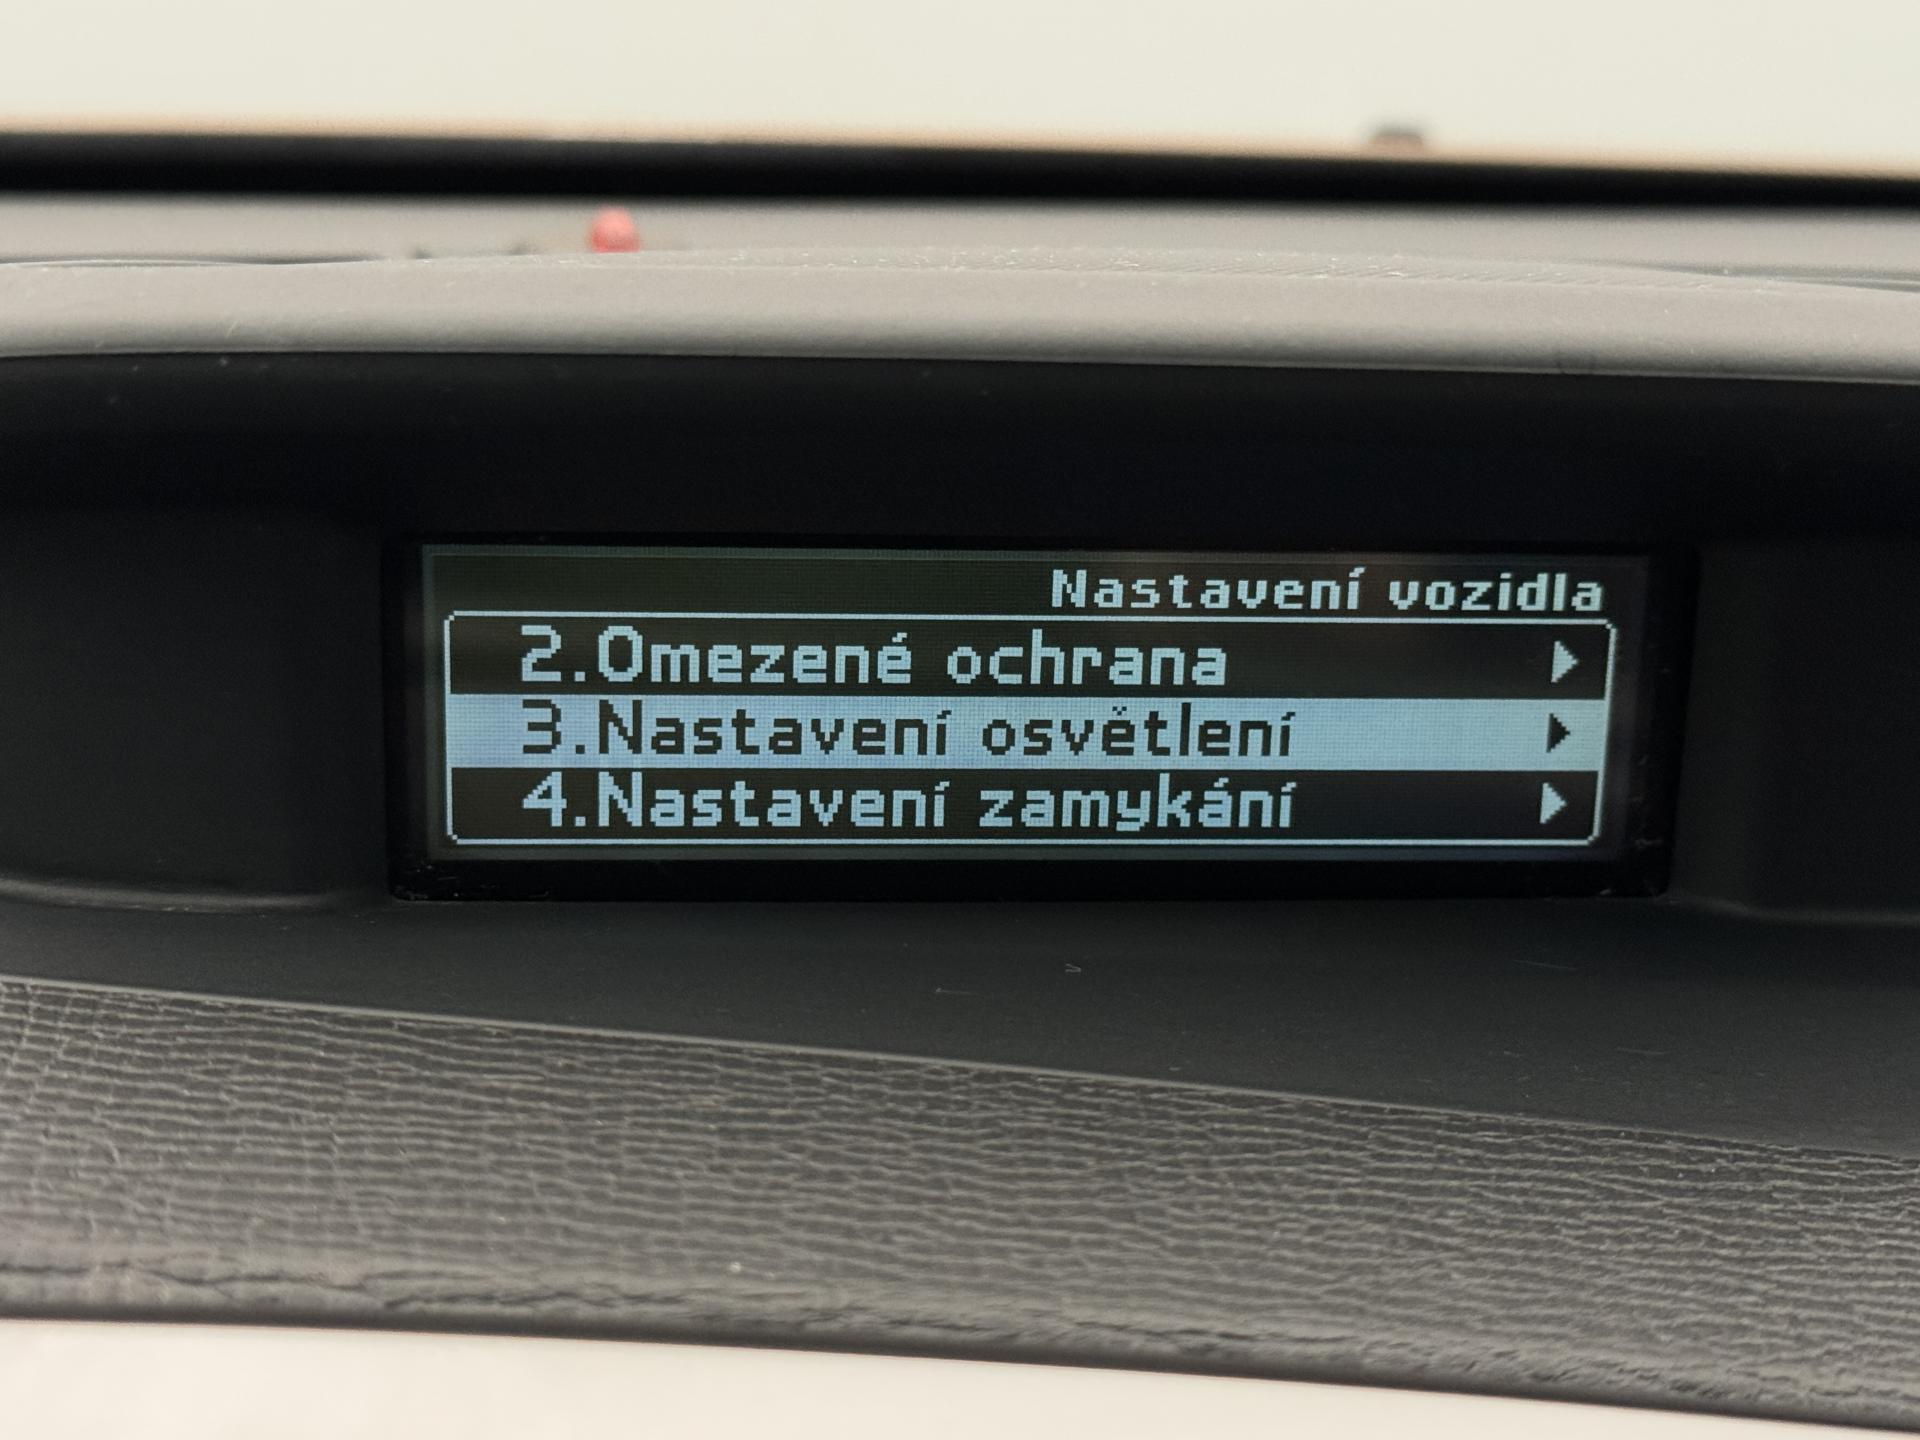 Nastavení vozidla
2.Omezené ochrana
3.Nastavení osvětlení
4.Nastavení zamykání